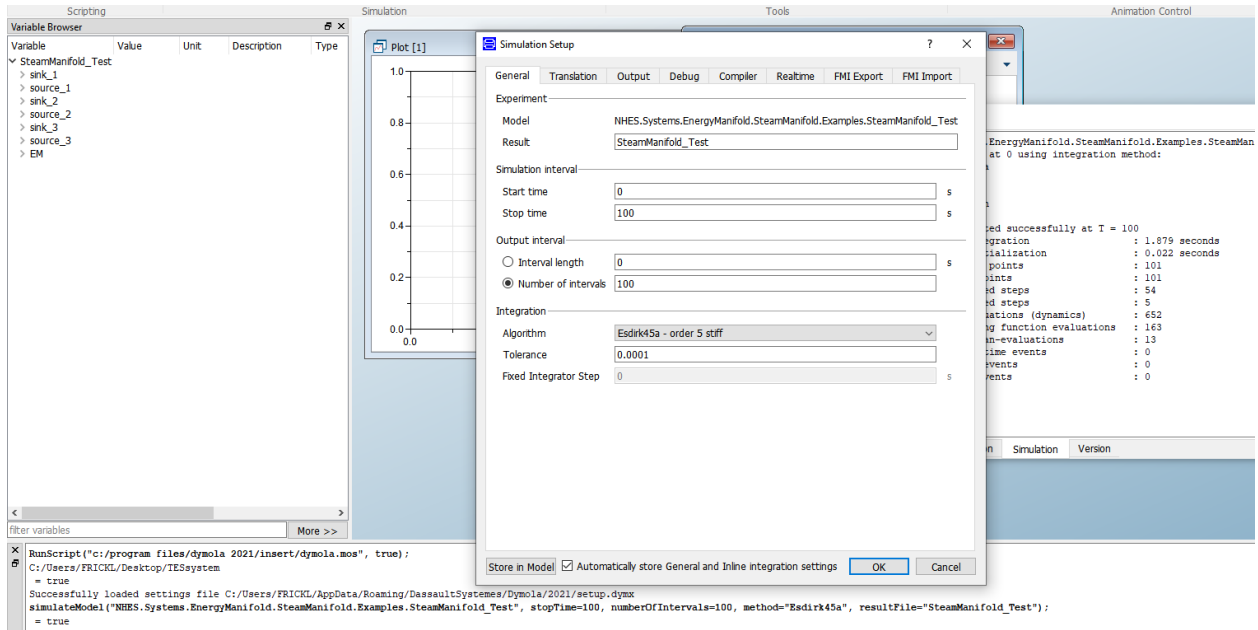 Scripting Simulation Tools Animation Control
Variable Browser
Variable Value Unit Description Type
SteamManifold_Test
sink_1
source_1
sink_2
source_2
sink_3
source_3
EM
filter variables More >>
Plot [1]
1.0
0.8
0.6
0.4
0.2
0.0
0.0
Simulation Setup ?
General Translation Output Debug Compiler Realtime FMI Export FMI Import
Experiment
Model NHES.Systems.EnergyManifold.SteamManifold.Examples.SteamManifold_Test
Result SteamManifold_Test
Simulation interval
Start time 0 s
Stop time 100 s
Output interval
Interval length 0 s
Number of intervals 100
Integration
Algorithm Esdirk45a - order 5 stiff
Tolerance 0.0001
Fixed Integrator Step 0 s
Store in Model Automatically store General and Inline integration settings OK Cancel
.EnergyManifold.SteamManifold.Examples.SteamMan
at 0 using integration method:
ted successfully at T = 100
egration : 1.879 seconds
ialization : 0.022 seconds
points : 101
oints : 101
ed steps : 54
ed steps : 5
uations (dynamics) : 652
ng function evaluations : 163
an-evaluations : 13
time events : 0
events : 0
vents : 0
Simulation Version
RunScript("c:/program files/dymola 2021/insert/dymola.mos", true);
C:/Users/FRICKL/Desktop/TESsystem
= true
Successfully loaded settings file C:/Users/FRICKL/AppData/Roaming/DassaultSystemes/Dymola/2021/setup.dymx
simulateModel("NHES.Systems.EnergyManifold.SteamManifold.Examples.SteamManifold_Test", stopTime=100, numberOfIntervals=100, method="Esdirk45a", resultFile="SteamManifold_Test");
= true